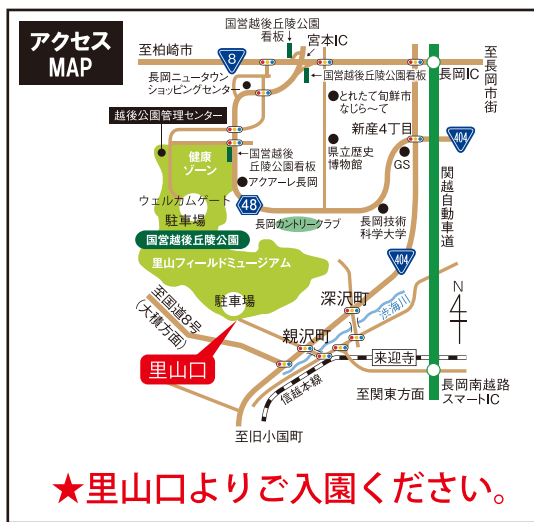 アクセス
MAP
国営越後丘陵公園
看板
宮本IC
至柏崎市
8
国営越後丘陵公園看板
長岡IC
至長岡市街
長岡ニュータウン
ショッピングセンター
とれたて旬鮮市
なじら〜て
越後公園管理センター
新産4丁目
404
健康
ゾーン
国営越後
丘陵公園看板
県立歴史
博物館
GS
関越自動車道
アクアーレ長岡
ウェルカムゲート
48
駐車場
長岡カントリークラブ
長岡技術
科学大学
国営越後丘陵公園
里山フィールドミュージアム
404
N
至国道8号
(大積方面)
駐車場
深沢町
渋海川
親沢町
里山口
来迎寺
信越本線
至関東方面
長岡南越路
スマートIC
至旧小国町
★里山口よりご入園ください。